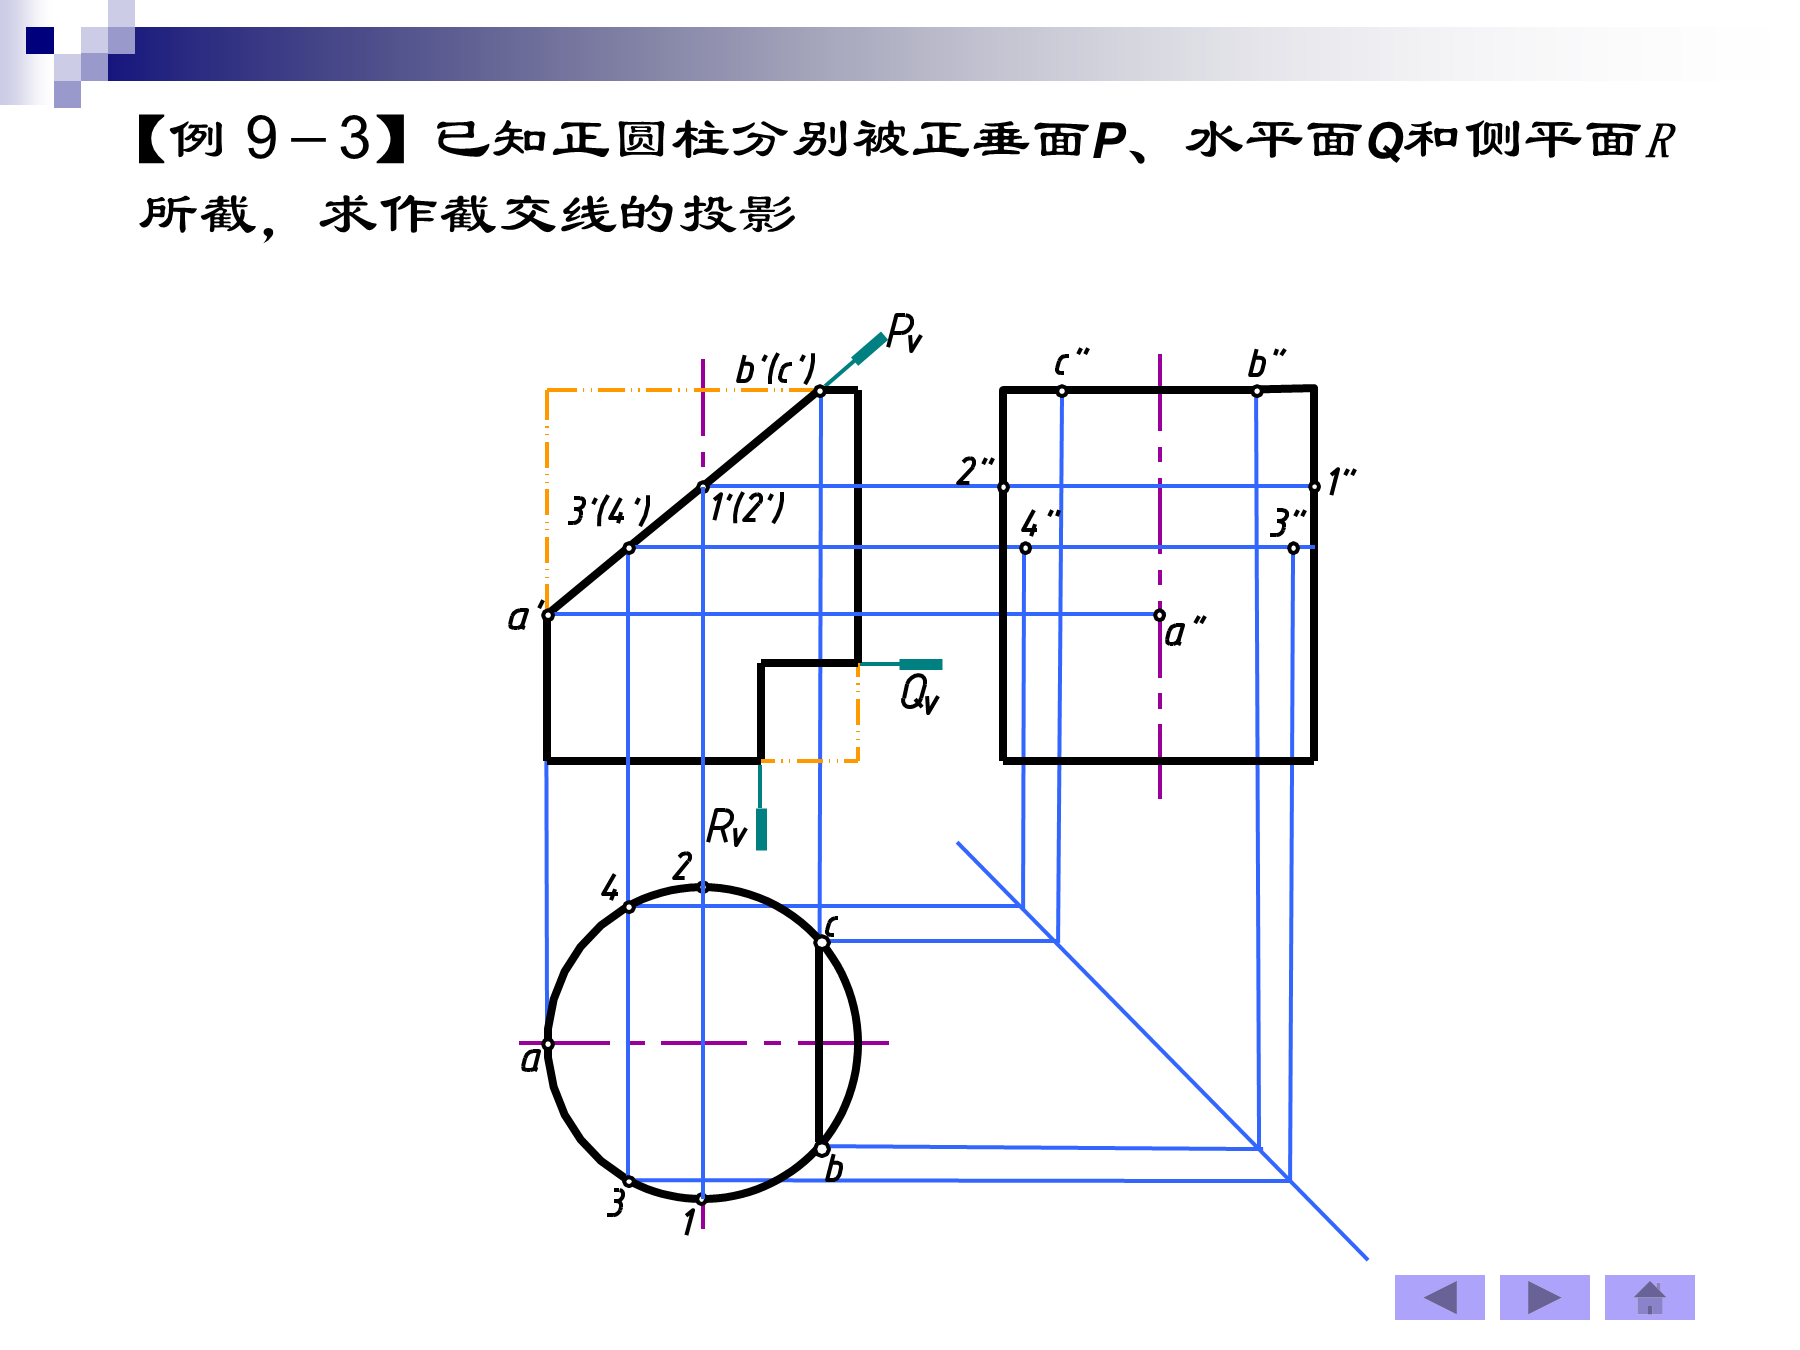 【例 9－3】已知正圆柱分别被正垂面P、水平面Q和侧平面R
所截，求作截交线的投影
PV
b'(c')
c"
b"
2"
1"
3'(4')
1'(2')
4"
3"
a'
a"
QV
RV
2
4
c
a
b
3
1